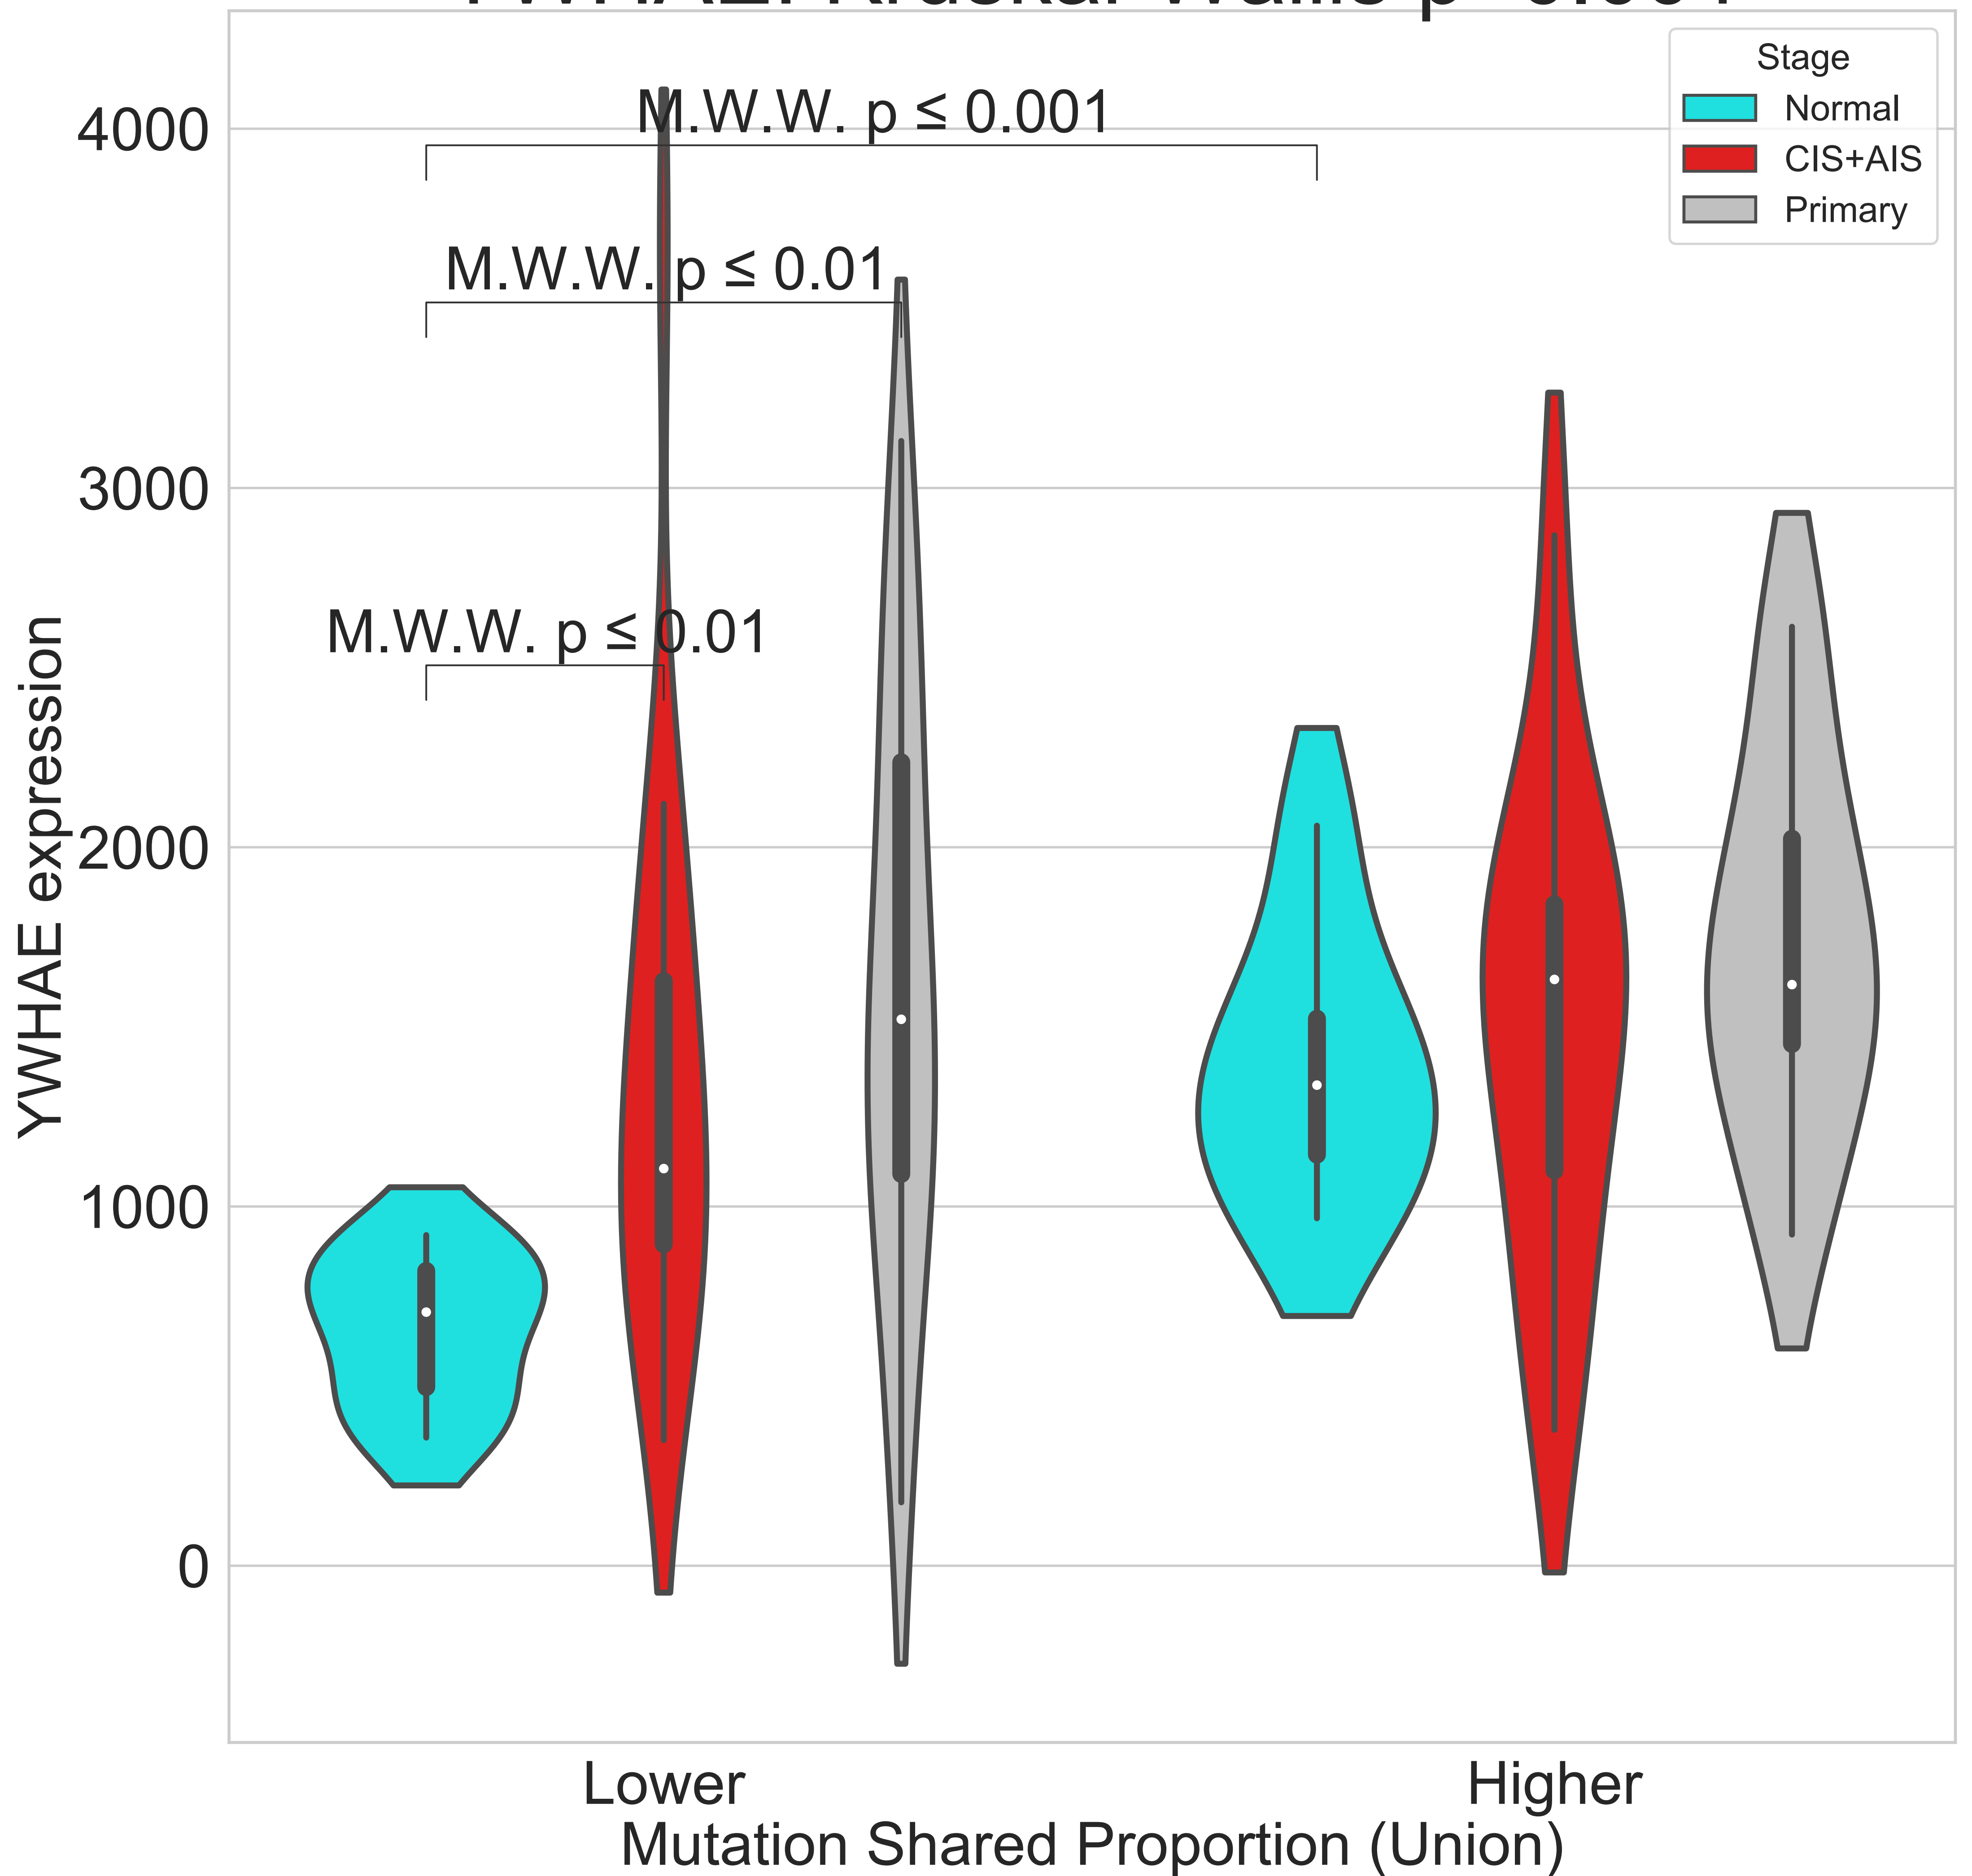 Stage
Normal
CIS+AIS
Primary
M.W.W. p ≤ 0.001
M.W.W. p ≤ 0.01
M.W.W. p ≤ 0.01
4000
3000
2000
1000
0
YWHAE expression
Lower
Higher
Mutation Shared Proportion (Union)